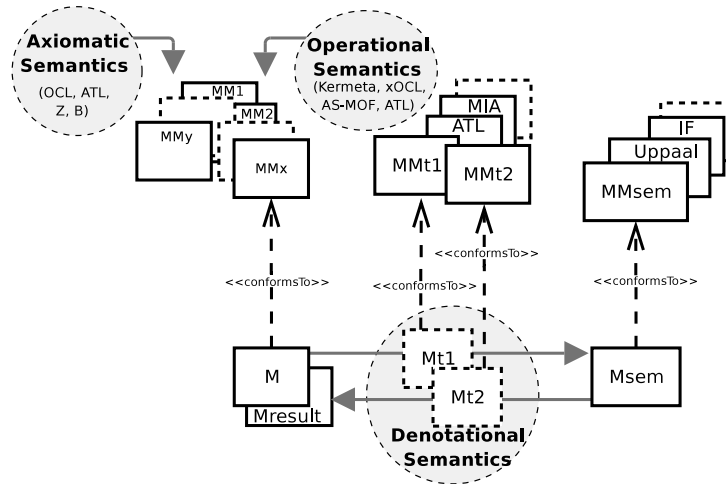 Axiomatic
Semantics
(OCL, ATL,
Z, B)
Operational
Semantics
(Kermeta, xOCL,
AS-MOF, ATL)
MM1
MM2
MMy
MMx
MIA
ATL
MMt1
MMt2
IF
Uppaal
MMsem
<<conformsTo>>
<<conformsTo>>
<<conformsTo>>
<<conformsTo>>
M
Mresult
Mt1
Mt2
Msem
Denotational
Semantics